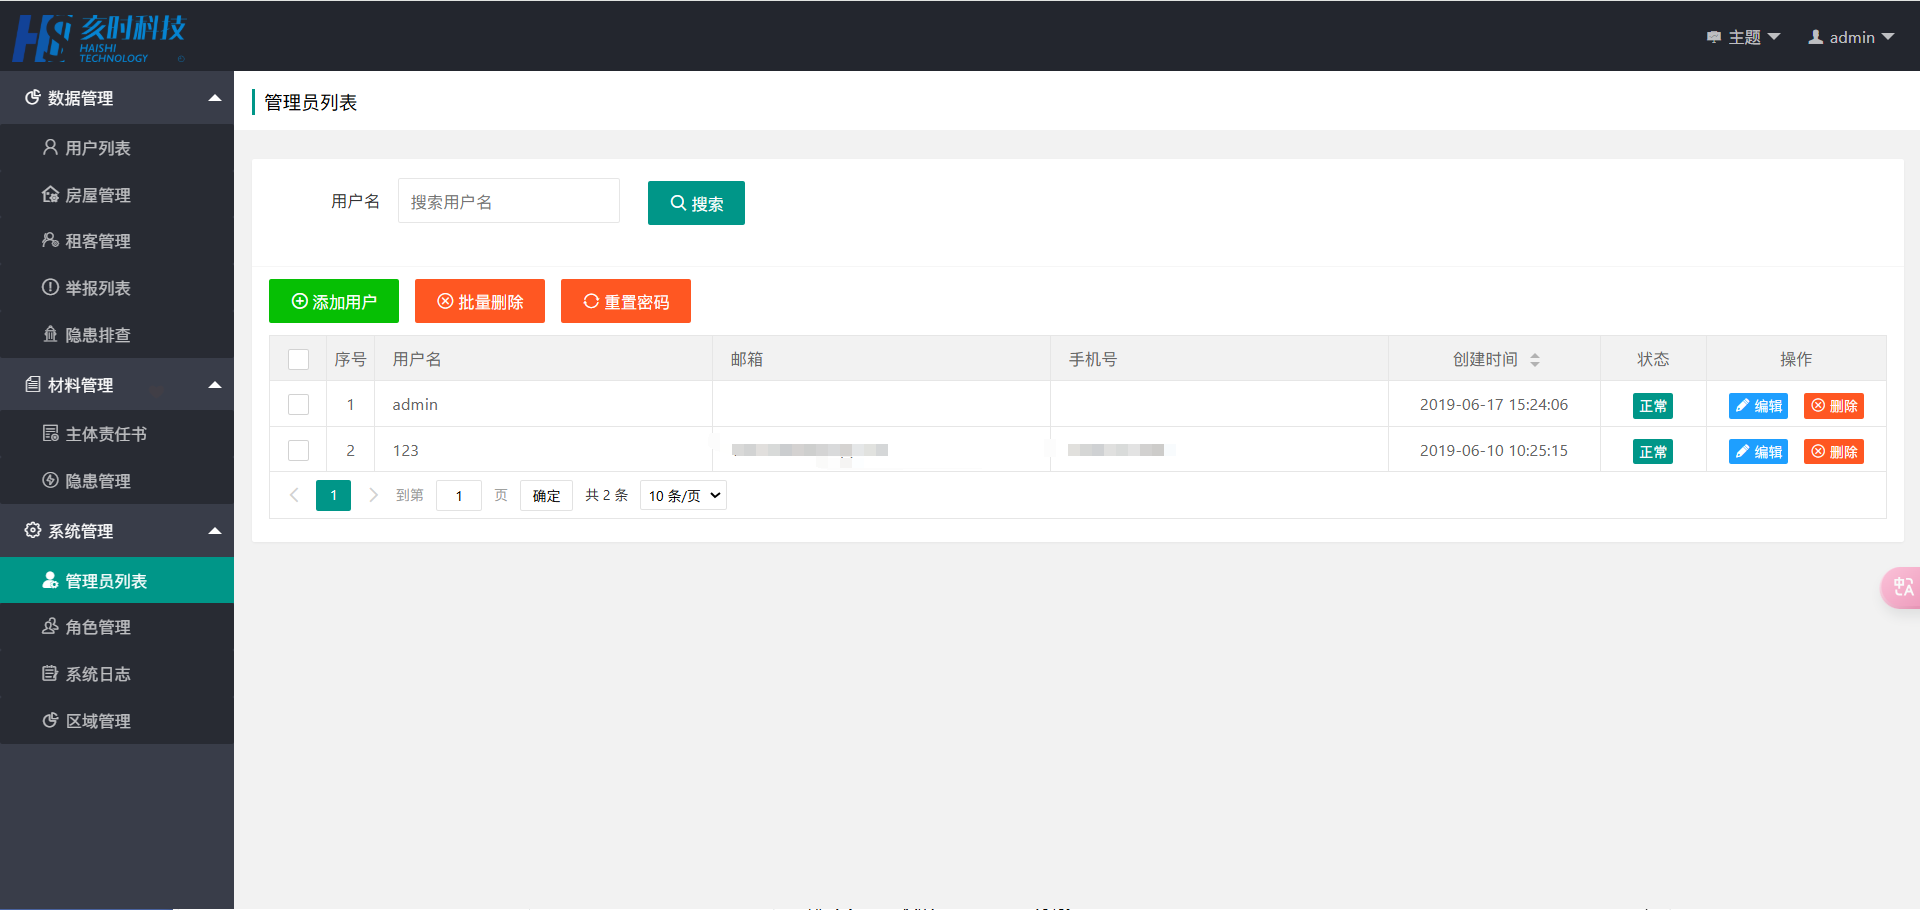 HS 亥时科技
HAISHI
TECHNOLOGY
主题
admin
数据管理
用户列表
房屋管理
租客管理
举报列表
隐患排查
材料管理
主体责任书
隐患管理
系统管理
管理员列表
角色管理
系统日志
区域管理
管理员列表
用户名 搜索用户名 搜索
添加用户 批量删除 重置密码
序号 用户名 邮箱 手机号 创建时间 状态 操作
1 admin 2019-06-17 15:24:06 正常 编辑 删除
2 123 2019-06-10 10:25:15 正常 编辑 删除
1 到第 1 页 确定 共 2 条 10 条/页
中A